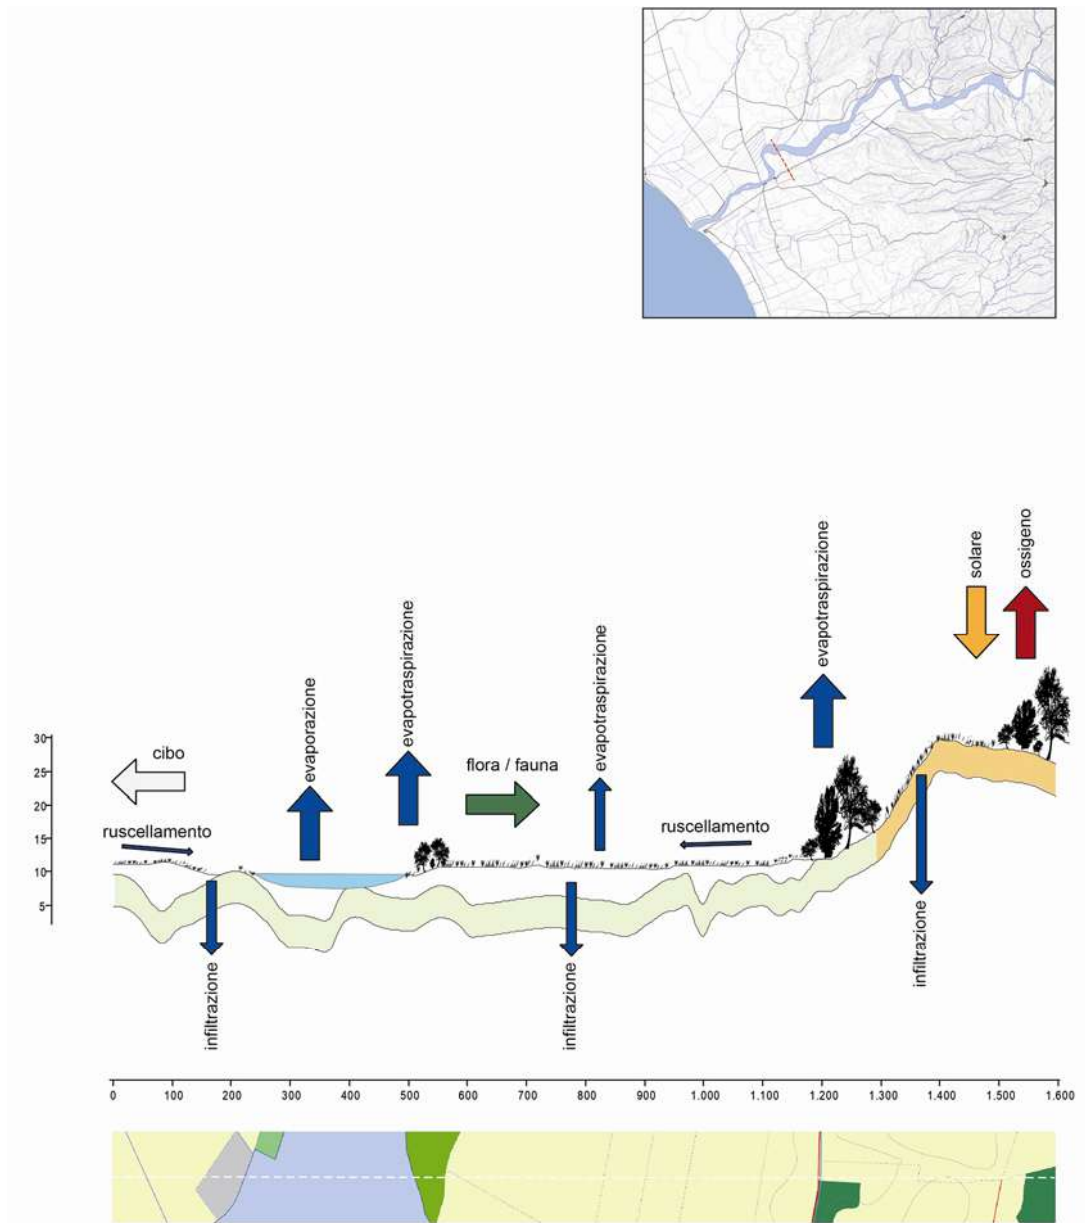 solare
ossigeno
evapotraspirazione
evapotraspirazione
evapotraspirazione
evaporazione
cibo
flora / fauna
ruscellamento
ruscellamento
30
25
20
15
10
5
infiltrazione
infiltrazione
infiltrazione
0 100 200 300 400 500 600 700 800 900 1.000 1.100 1.200 1.300 1.400 1.500 1.600